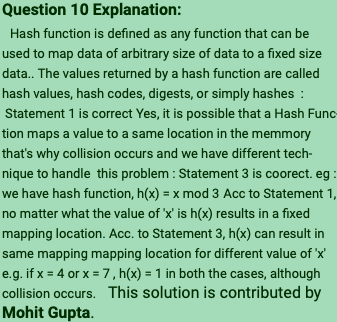 Question 10 Explanation:
Hash function is defined as any function that can be
used to map data of arbitrary size of data to a fixed size
data.. The values returned by a hash function are called
hash values, hash codes, digests, or simply hashes :
Statement 1 is correct Yes, it is possible that a Hash Func-
tion maps a value to a same location in the memmory
that's why collision occurs and we have different tech-
nique to handle this problem : Statement 3 is coorect. eg :
we have hash function, h(x) = x mod 3 Acc to Statement 1,
no matter what the value of 'x' is h(x) results in a fixed
mapping location. Acc. to Statement 3, h(x) can result in
same mapping mapping location for different value of 'x'
e.g. if x = 4 or x = 7 , h(x) = 1 in both the cases, although
collision occurs. This solution is contributed by
Mohit Gupta.